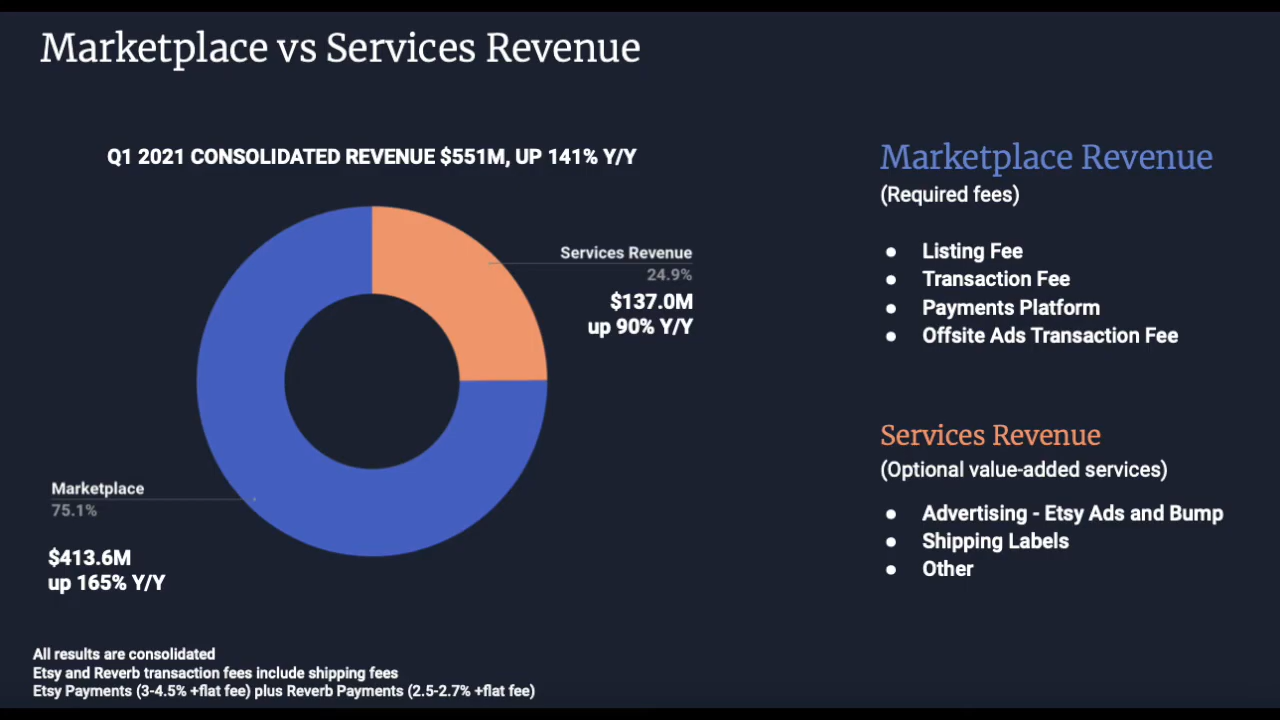 Marketplace vs Services Revenue
Q1 2021 CONSOLIDATED REVENUE $551M, UP 141% Y/Y
Services Revenue
24.9%
$137.0M
up 90% Y/Y
Marketplace
75.1%
$413.6M
up 165% Y/Y
Marketplace Revenue
(Required fees)
● Listing Fee
● Transaction Fee
● Payments Platform
● Offsite Ads Transaction Fee
Services Revenue
(Optional value-added services)
● Advertising - Etsy Ads and Bump
● Shipping Labels
● Other
All results are consolidated
Etsy and Reverb transaction fees include shipping fees
Etsy Payments (3-4.5% +flat fee) plus Reverb Payments (2.5-2.7% +flat fee)